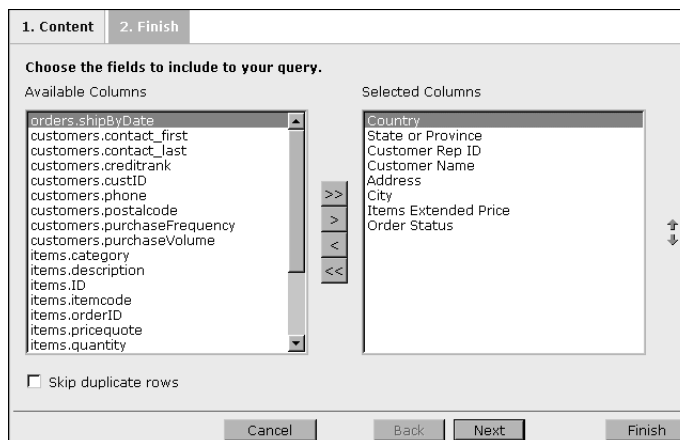 1. Content
2. Finish
Choose the fields to include to your query.
Available Columns
Selected Columns
orders.shipByDate
customers.contact_first
customers.contact_last
customers.creditrank
customers.custID
customers.phone
customers.postalcode
customers.purchaseFrequency
customers.purchaseVolume
items.category
items.description
items.ID
items.itemcode
items.orderID
items.pricequote
items.quantity
>>
>
<
<<
Country
State or Province
Customer Rep ID
Customer Name
Address
City
Items Extended Price
Order Status
Skip duplicate rows
Cancel
Back
Next
Finish